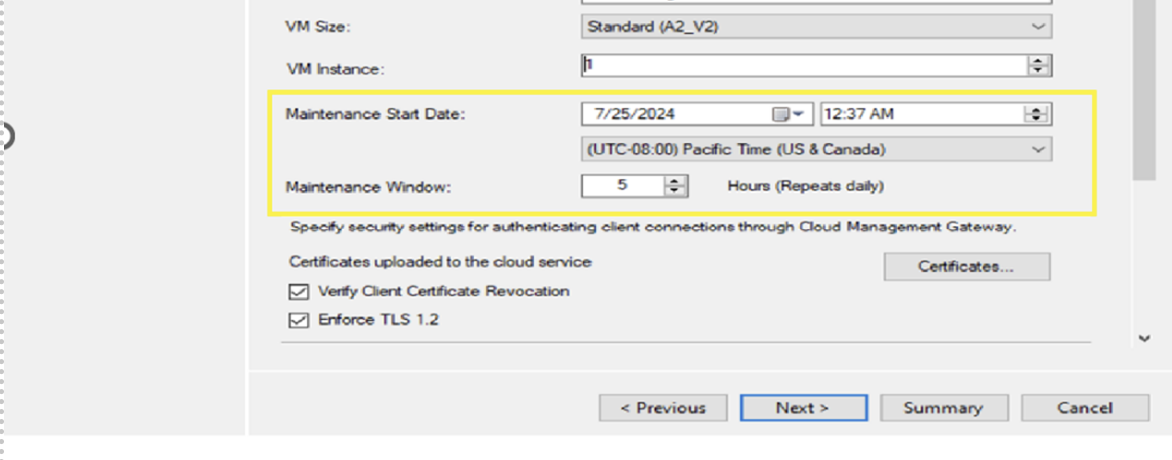 VM Size: Standard (A2_V2)
VM Instance: 1
Maintenance Start Date: 7/25/2024 12:37 AM
(UTC-08:00) Pacific Time (US & Canada)
Maintenance Window: 5 Hours (Repeats daily)
Specify security settings for authenticating client connections through Cloud Management Gateway.
Certificates uploaded to the cloud service Certificates...
Verify Client Certificate Revocation
Enforce TLS 1.2
< Previous Next > Summary Cancel